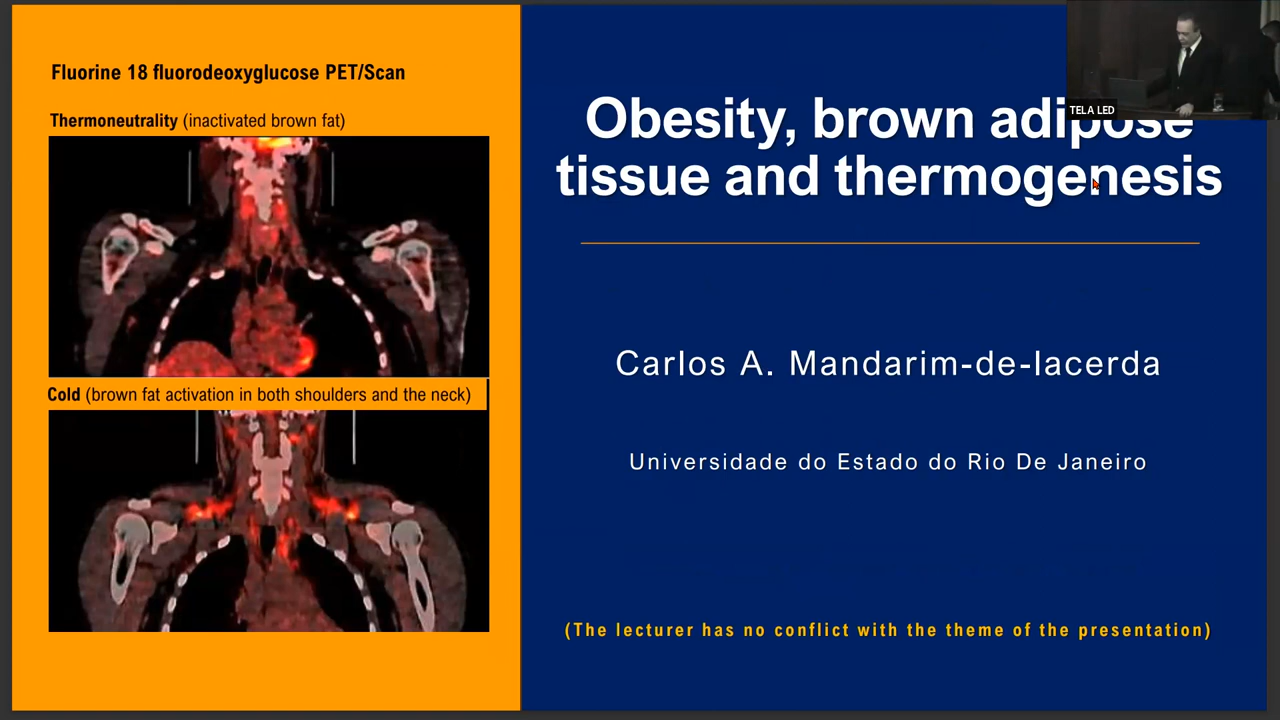 Fluorine 18 fluorodeoxyglucose PET/Scan
Thermoneutrality (inactivated brown fat)
Cold (brown fat activation in both shoulders and the neck)
TELA LED
Obesity, brown adipose
tissue and thermogenesis
Carlos A. Mandarim-de-lacerda
Universidade do Estado do Rio De Janeiro
(The lecturer has no conflict with the theme of the presentation)